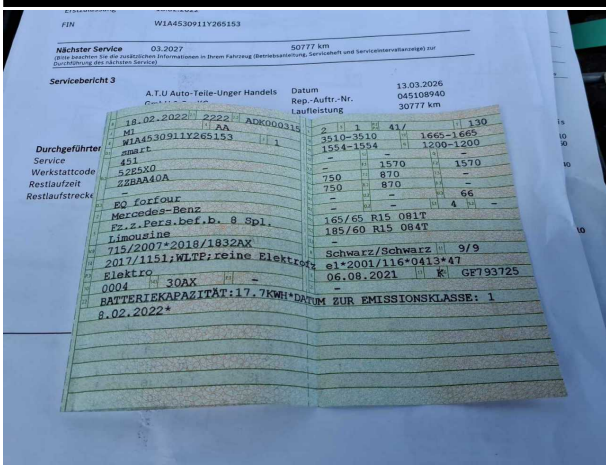 FIN W1A4530911Y265153
Nächster Service 03.2027 50777 km
(Bitte beachten Sie die zusätzlichen Informationen in Ihrem Fahrzeug (Betriebsanleitung, Serviceheft und Serviceintervallanzeige) zur
Durchführung des nächsten Service)
Servicebericht 3
A.T.U Auto-Teile-Unger Handels Datum 13.03.2026
Rep.-Auftr.-Nr. 045108940
Laufleistung 30777 km
Durchgeführter
Service
Werkstattcode
Restlaufzeit
Restlaufstrecke
18.02.2022 2222 ADK000315
M1 AA
W1A4530911Y265153 1
smart
451
52E5X0
ZZBAA40A
–
EQ forfour
Mercedes-Benz
Fz.z.Pers.bef.b. 8 Spl.
Limousine
715/2007*2018/1832AX
2017/1151;WLTP;reine Elektrofz
Elektro
0004 30AX –
BATTERIEKAPAZITÄT:17.7KWH*DATUM ZUR EMISSIONSKLASSE: 1
8.02.2022*
2 1 41/ 130
3510-3510 1665-1665
1554-1554 1200-1200
– – –
– 1570 1570
750 870 –
750 870 –
– – 66
– 4 –
165/65 R15 081T
185/60 R15 084T
–
Schwarz/Schwarz 9/9
e1*2001/116*0413*47
06.08.2021 K GF793725
–